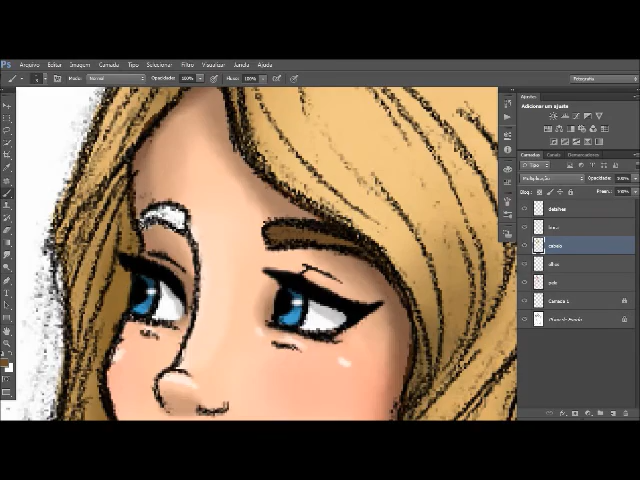 Ps Arquivo Editar Imagem Camada Tipo Selecionar Filtro Visualizar Janela Ajuda
Modo: Normal Opacidade: 100% Fluxo: 100%
Fotografia
Ajustes
Adicionar um ajuste
Camadas Canais Demarcadores
Tipo
Multiplicação Opacidade: 100%
Bloq.: Preen.: 100%
detalhes
boca
cabelo
olhos
pele
Camada 1
Plano de Fundo